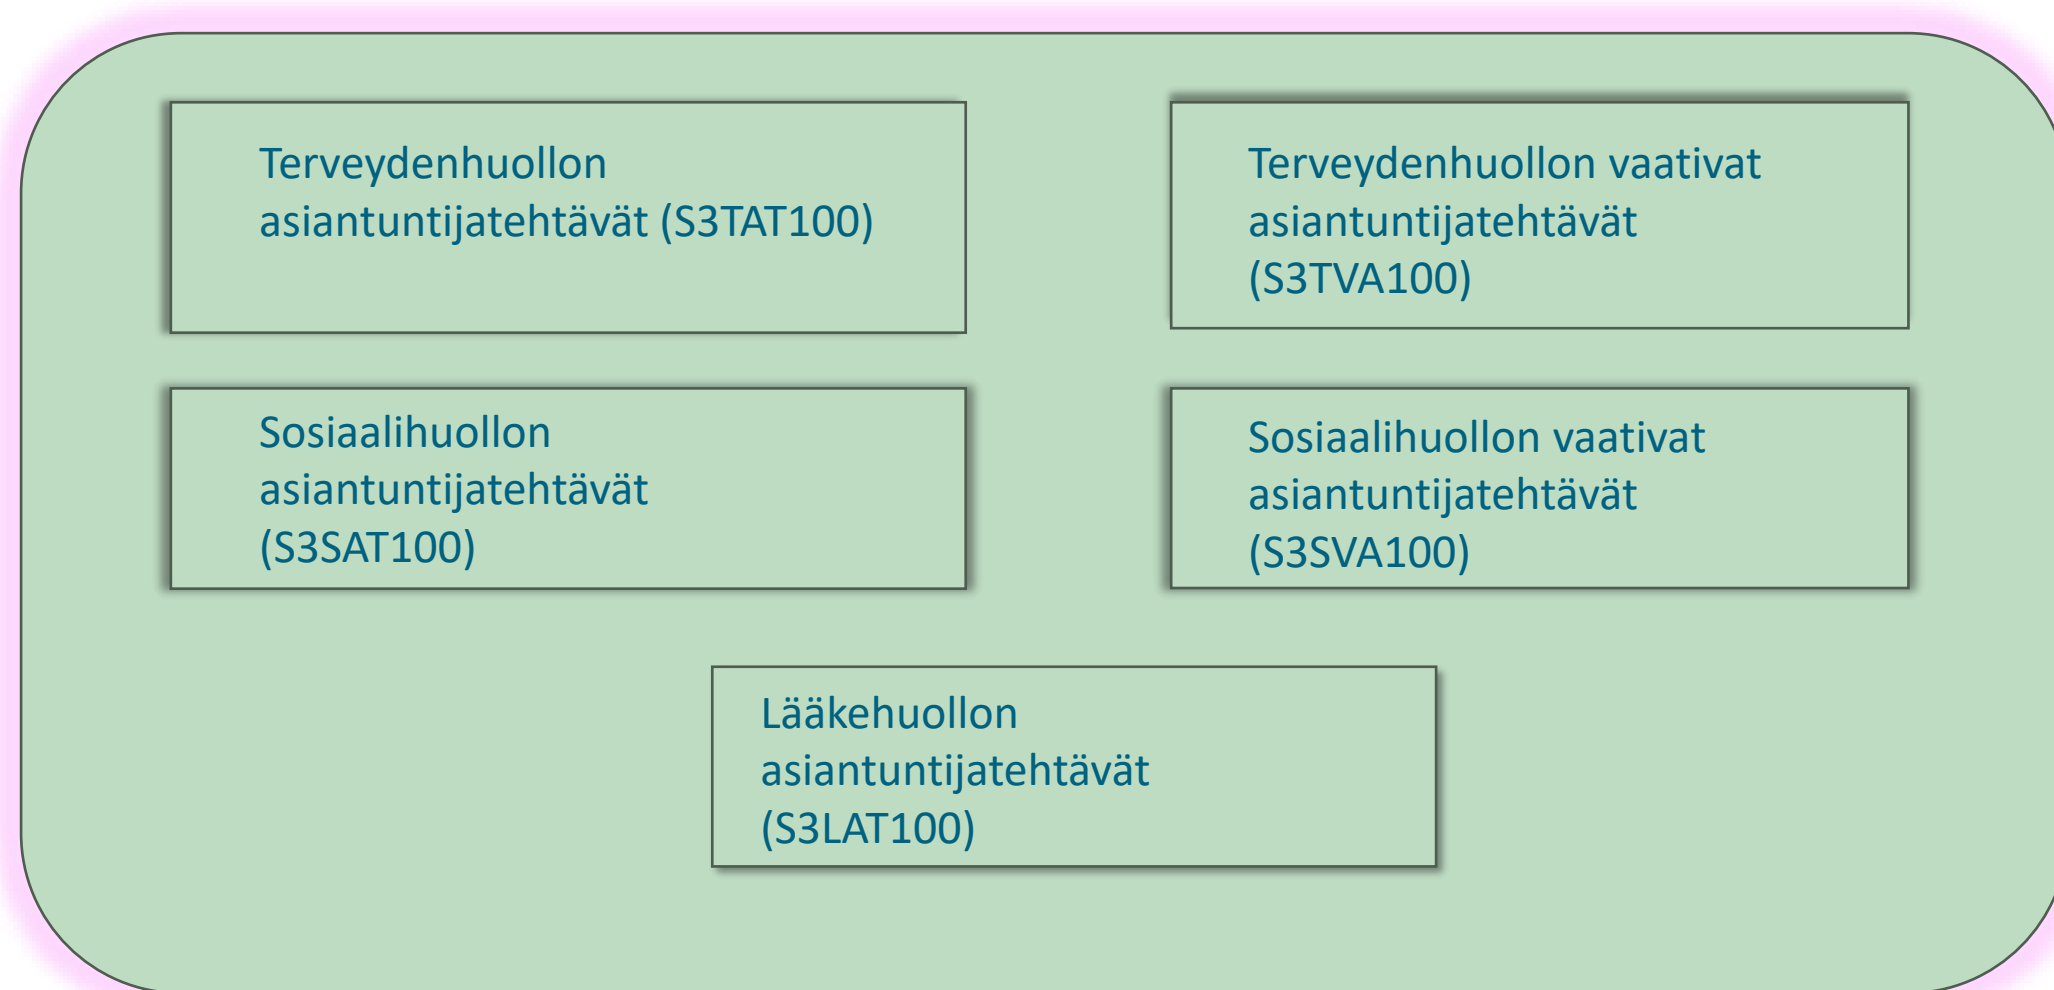 Terveydenhuollon
asiantuntijatehtävät (S3TAT100)
Terveydenhuollon vaativat
asiantuntijatehtävät
(S3TVA100)
Sosiaalihuollon
asiantuntijatehtävät
(S3SAT100)
Sosiaalihuollon vaativat
asiantuntijatehtävät
(S3SVA100)
Lääkehuollon
asiantuntijatehtävät
(S3LAT100)